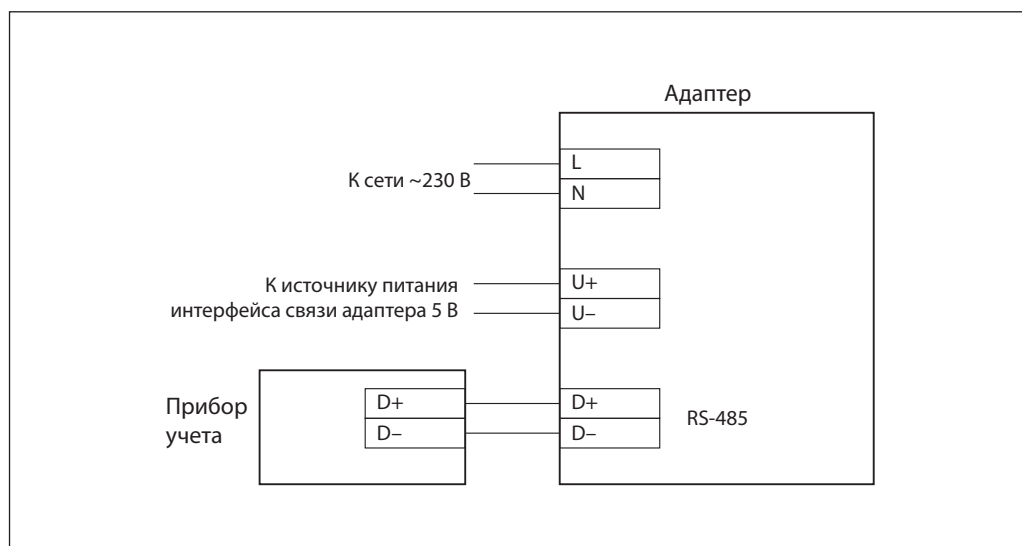 Адаптер
L
К сети ~230 В
N
К источнику питания
интерфейса связи адаптера 5 В
U+
U–
Прибор
учета
D+
D–
D+
D–
RS-485